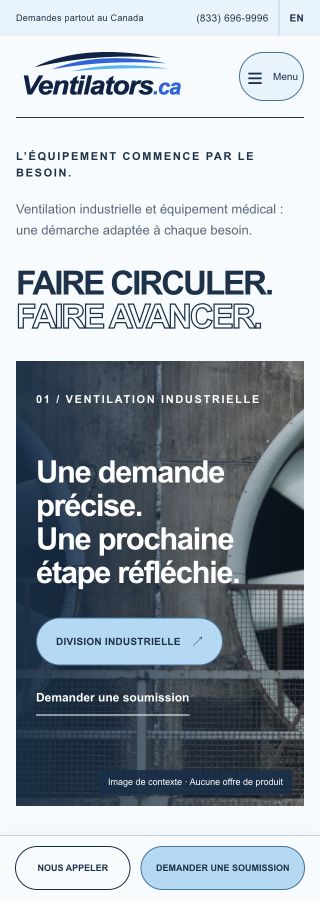 Demandes partout au Canada
(833) 696-9996
EN
Ventilators.ca
Menu
L'ÉQUIPEMENT COMMENCE PAR LE
BESOIN.
Ventilation industrielle et équipement médical :
une démarche adaptée à chaque besoin.
FAIRE CIRCULER.
FAIRE AVANCER.
01 / VENTILATION INDUSTRIELLE
Une demande
précise.
Une prochaine
étape réfléchie.
DIVISION INDUSTRIELLE ↗
Demander une soumission
Image de contexte · Aucune offre de produit
NOUS APPELER
DEMANDER UNE SOUMISSION